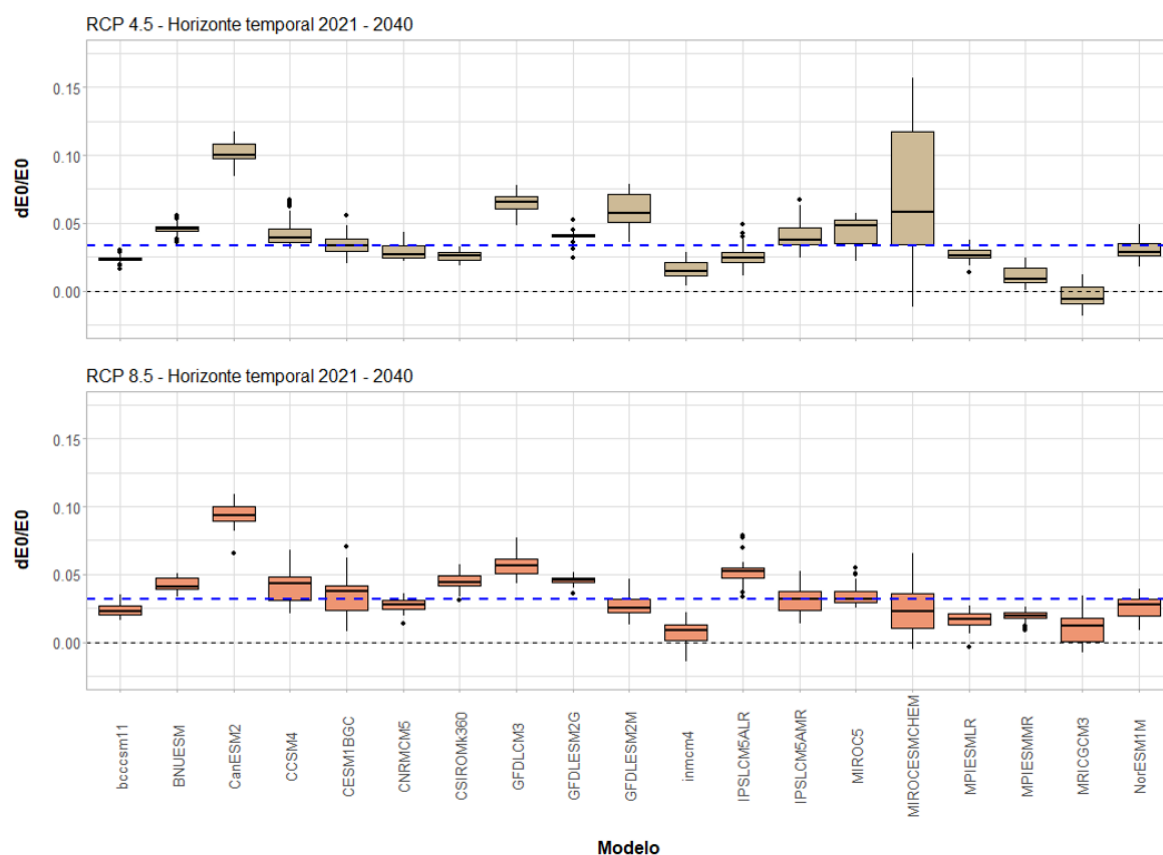 RCP 4.5 - Horizonte temporal 2021 - 2040
0.15
0.10
0.05
0.00
dE0/E0
RCP 8.5 - Horizonte temporal 2021 - 2040
0.15
0.10
0.05
0.00
dE0/E0
bcccsm11
BNUESM
CanESM2
CCSM4
CESM1BGC
CNRMCM5
CSIROMk360
GFDLCM3
GFDLESM2G
GFDLESM2M
inmcm4
IPSLCM5ALR
IPSLCM5AMR
MIROC5
MIROCESMCHEM
MPIESMLR
MPIESMMR
MRICGCM3
NorESM1M
Modelo